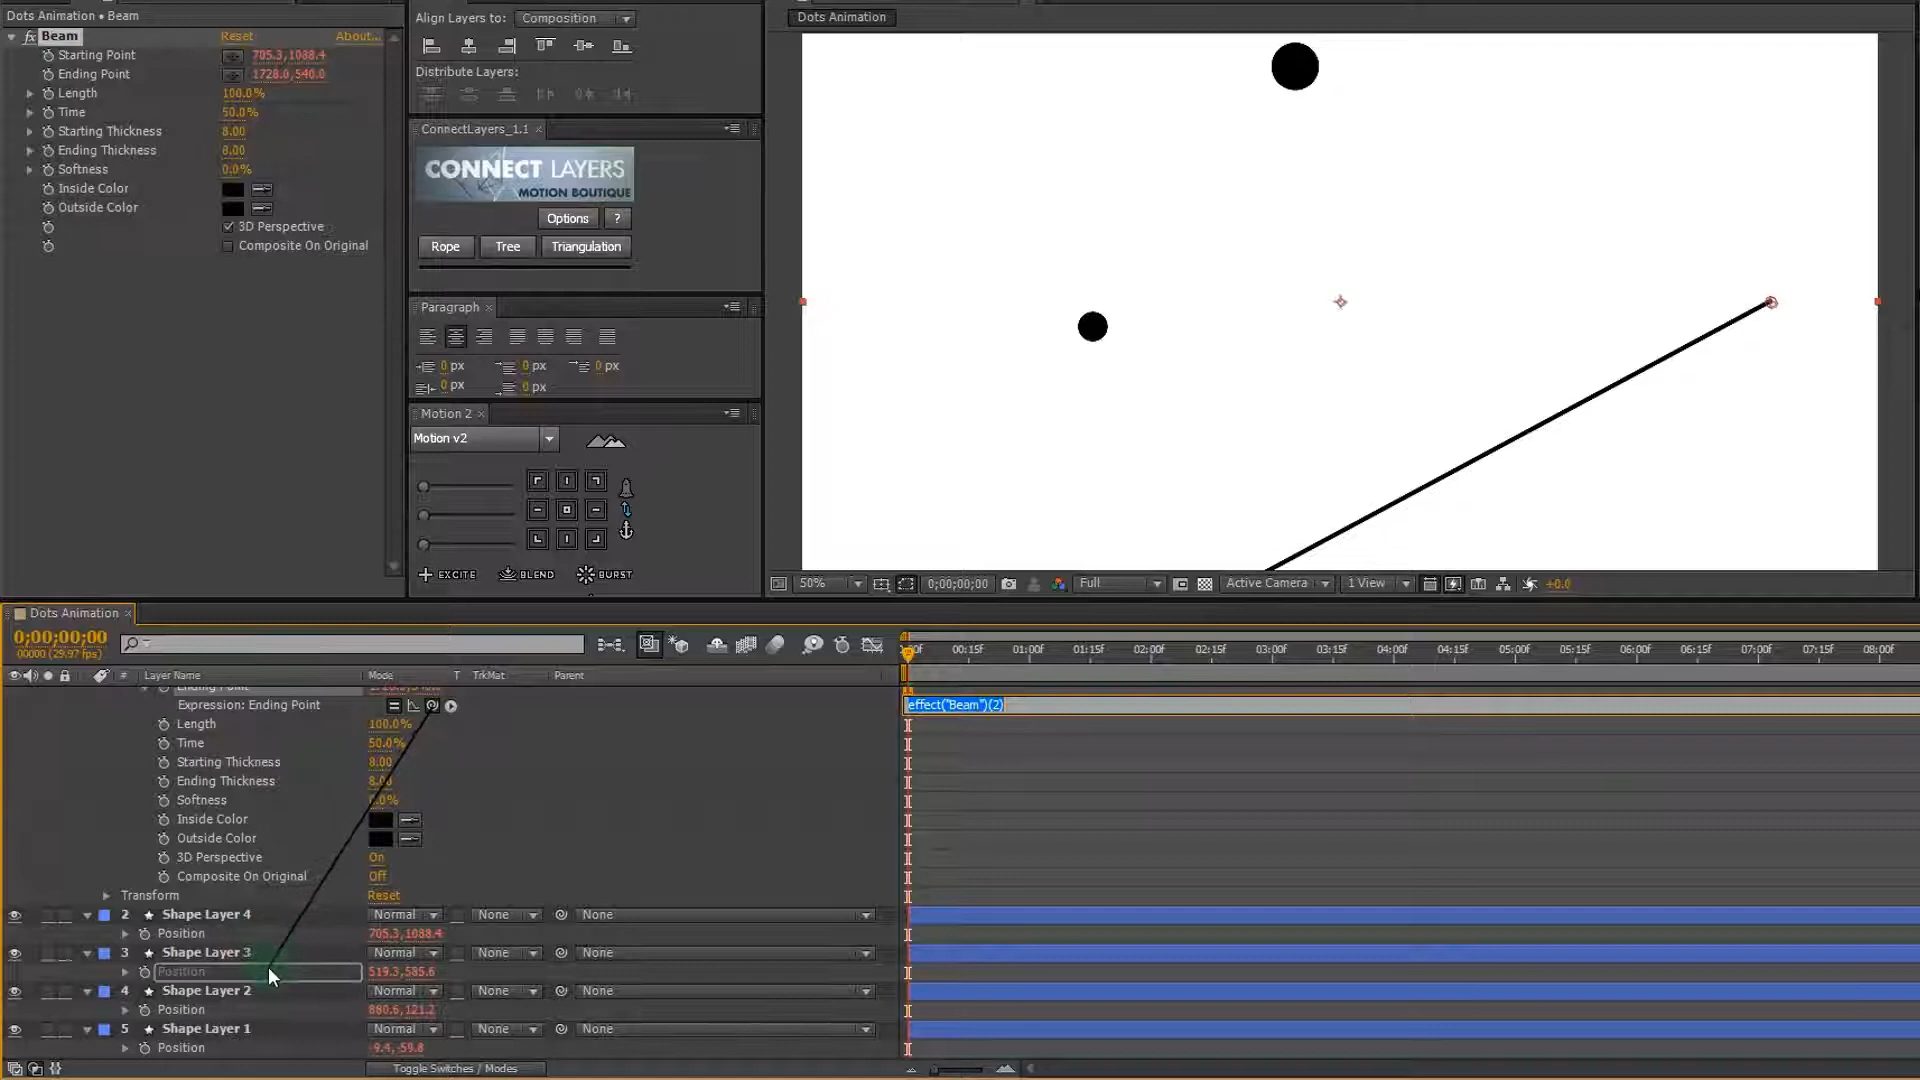 Dots Animation • Beam
fx Beam Reset About...
Starting Point 705.3,1088.4
Ending Point 1728.0,540.0
Length 100.0%
Time 50.0%
Starting Thickness 8.00
Ending Thickness 8.00
Softness 0.0%
Inside Color
Outside Color
3D Perspective
Composite On Original
Align Layers to: Composition
Distribute Layers:
ConnectLayers_1.1
CONNECT LAYERS
MOTION BOUTIQUE
Options ?
Rope Tree Triangulation
Paragraph
0 px 0 px 0 px
0 px 0 px
Motion 2
Motion v2
EXCITE BLEND BURST
Dots Animation
50% 0;00;00;00 Full Active Camera 1 View +0.0
Dots Animation
0;00;00;00
00000 (29.97 fps)
# Layer Name Mode T TrkMat Parent
00:15F 01:00F 01:15F 02:00F 02:15F 03:00F 03:15F 04:00F 04:15F 05:00F 05:15F 06:00F 06:15F 07:00F 07:15F 08:00F
Ending Point
Expression: Ending Point effect("Beam")(2)
Length 100.0%
Time 50.0%
Starting Thickness 8.00
Ending Thickness 8.00
Softness
Inside Color
Outside Color
3D Perspective On
Composite On Original Off
Transform Reset
2 Shape Layer 4 Normal None None
Position 705.3,1088.4
3 Shape Layer 3 Normal None None
Position 519.3,585.6
4 Shape Layer 2 Normal None None
Position 880.6,121.2
5 Shape Layer 1 Normal None None
Position -9.4,-59.8
Toggle Switches / Modes